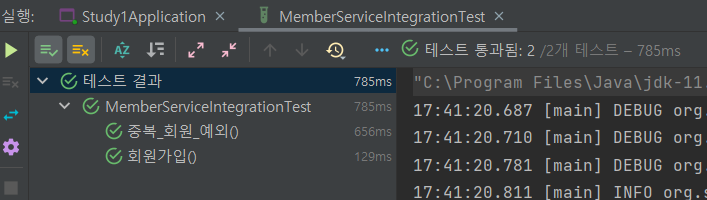 실행: Study1Application × MemberServiceIntegrationTest ×
테스트 통과됨: 2 /2개 테스트 – 785ms
테스트 결과 785ms
MemberServiceIntegrationTest 785ms
중복_회원_예외() 656ms
회원가입() 129ms
"C:\Program Files\Java\jdk-11
17:41:20.687 [main] DEBUG org.
17:41:20.710 [main] DEBUG org.
17:41:20.781 [main] DEBUG org.
17:41:20.811 [main] INFO org.s